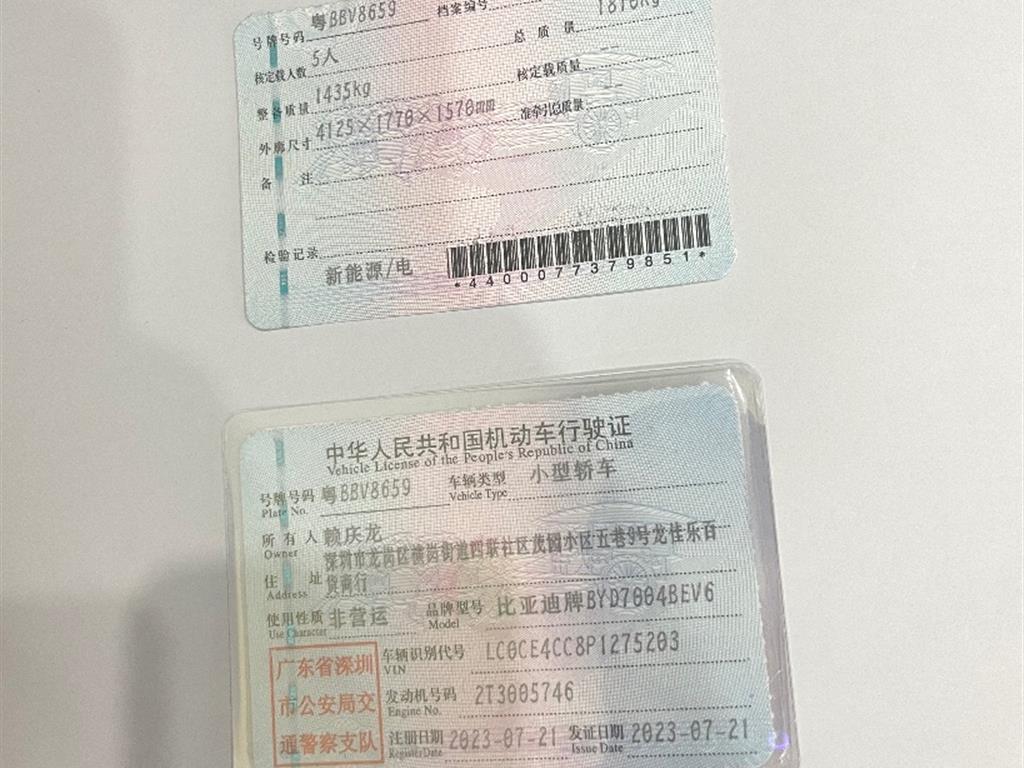 号牌号码 粤BBV8659 档案编号
核定载人数 5人 总质量 1870kg
整备质量 1435kg 核定载质量 --
外廓尺寸 4125×1770×1570mm 准牵引总质量 --
备注
检验记录
新能源/电
*4400077379851*
中华人民共和国机动车行驶证
Vehicle License of the People's Republic of China
号牌号码 粤BBV8659 车辆类型 小型轿车
Plate No. Vehicle Type
所有人 赖庆龙
Owner
深圳市龙岗区横岗街道四联社区茂园小区五巷9号龙佳乐百
住址 货商行
Address
使用性质 非营运 品牌型号 比亚迪牌BYD7004BEV6
Use Character Model
广东省深圳
市公安局交
通警察支队
车辆识别代号 LC0CE4CC8P1275203
VIN
发动机号码 2T3005746
Engine No.
注册日期 2023-07-21 发证日期 2023-07-21
Register Date Issue Date